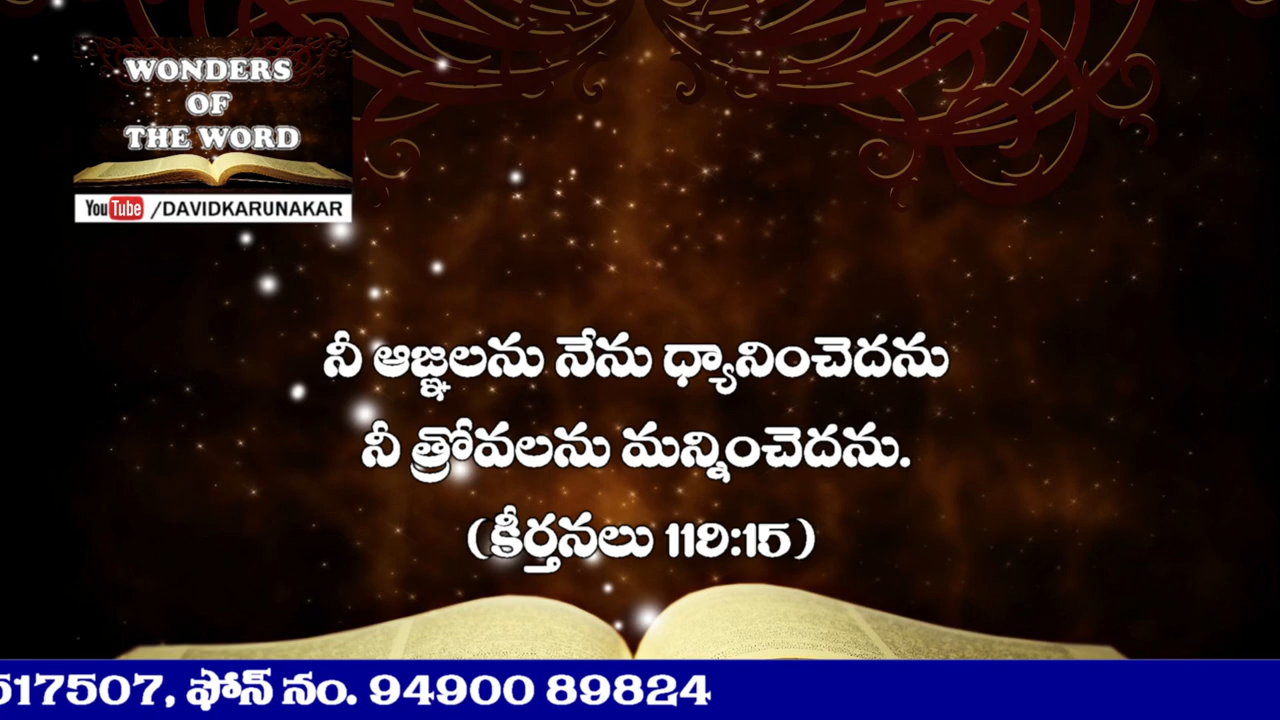 WONDERS
OF
THE WORD
YouTube /DAVIDKARUNAKAR
నీ ఆజ్ఞలను నేను ధ్యానించెదను
నీ త్రోవలను మన్నించెదను.
(కీర్తనలు 119:15)
517507, ఫోన్ నం. 94900 89824